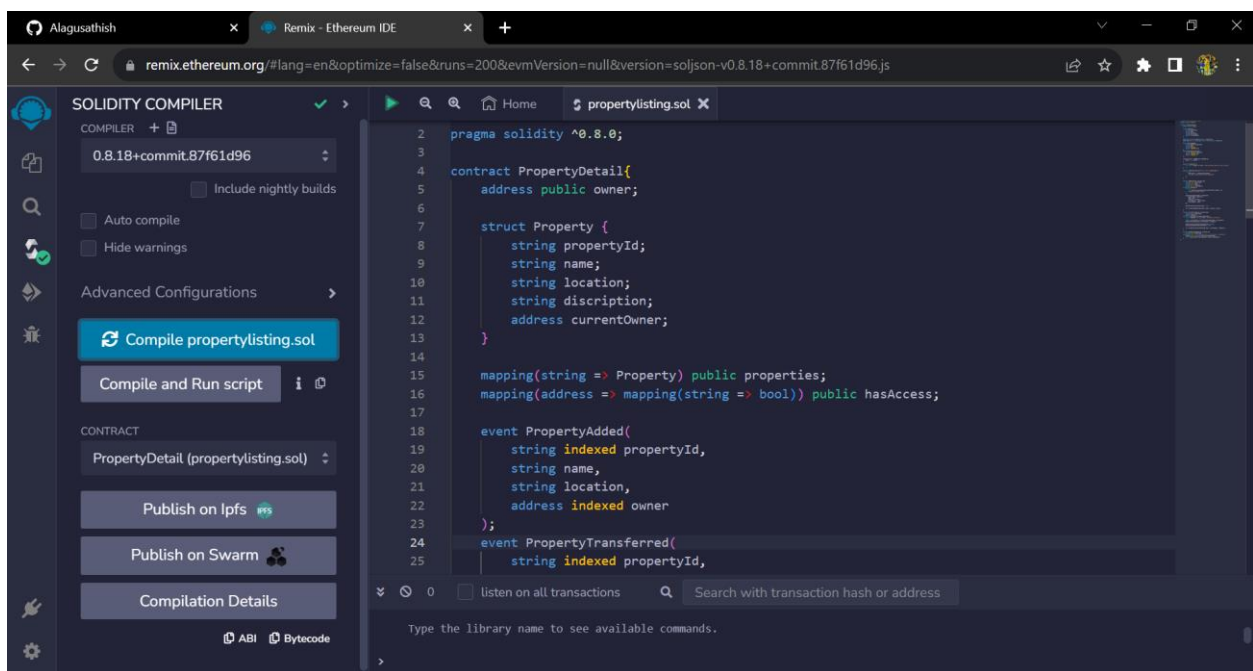 Alagusathish
Remix - Ethereum IDE
remix.ethereum.org/#lang=en&optimize=false&runs=200&evmVersion=null&version=soljson-v0.8.18+commit.87f61d96.js
SOLIDITY COMPILER
COMPILER
0.8.18+commit.87f61d96
Include nightly builds
Auto compile
Hide warnings
Advanced Configurations
Compile propertylisting.sol
Compile and Run script
CONTRACT
PropertyDetail (propertylisting.sol)
Publish on Ipfs IPFS
Publish on Swarm
Compilation Details
ABI Bytecode
Home propertylisting.sol
2 pragma solidity ^0.8.0;
3
4 contract PropertyDetail{
5 address public owner;
6
7 struct Property {
8 string propertyId;
9 string name;
10 string location;
11 string discription;
12 address currentOwner;
13 }
14
15 mapping(string => Property) public properties;
16 mapping(address => mapping(string => bool)) public hasAccess;
17
18 event PropertyAdded(
19 string indexed propertyId,
20 string name,
21 string location,
22 address indexed owner
23 );
24 event PropertyTransferred(
25 string indexed propertyId,
0 listen on all transactions Search with transaction hash or address
Type the library name to see available commands.
>